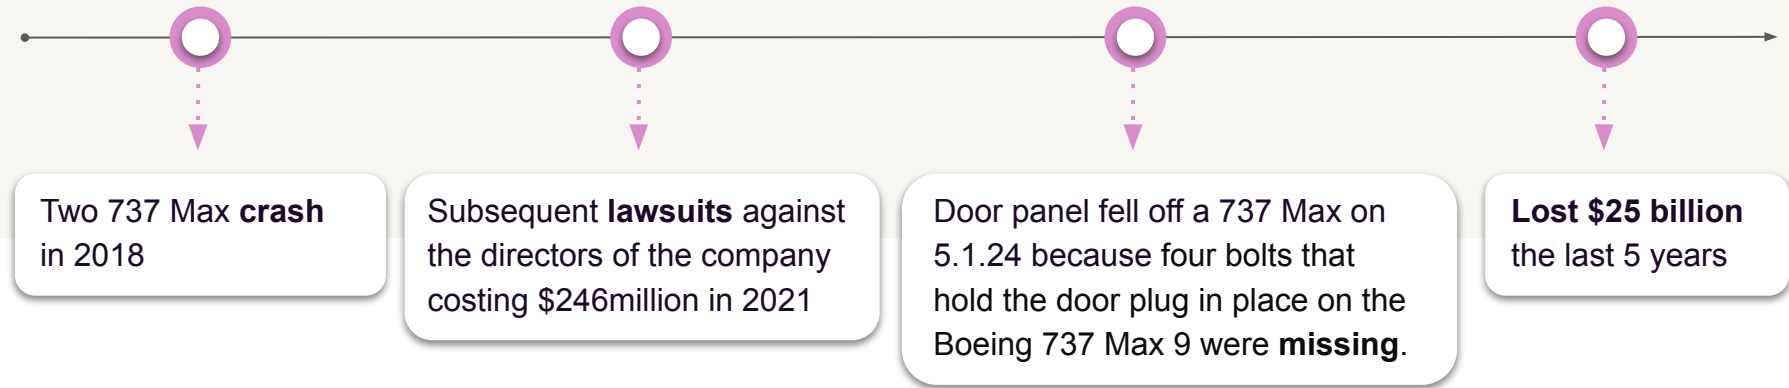 Two 737 Max crash
in 2018
Subsequent lawsuits against
the directors of the company
costing $246million in 2021
Door panel fell off a 737 Max on
5.1.24 because four bolts that
hold the door plug in place on the
Boeing 737 Max 9 were missing.
Lost $25 billion
the last 5 years